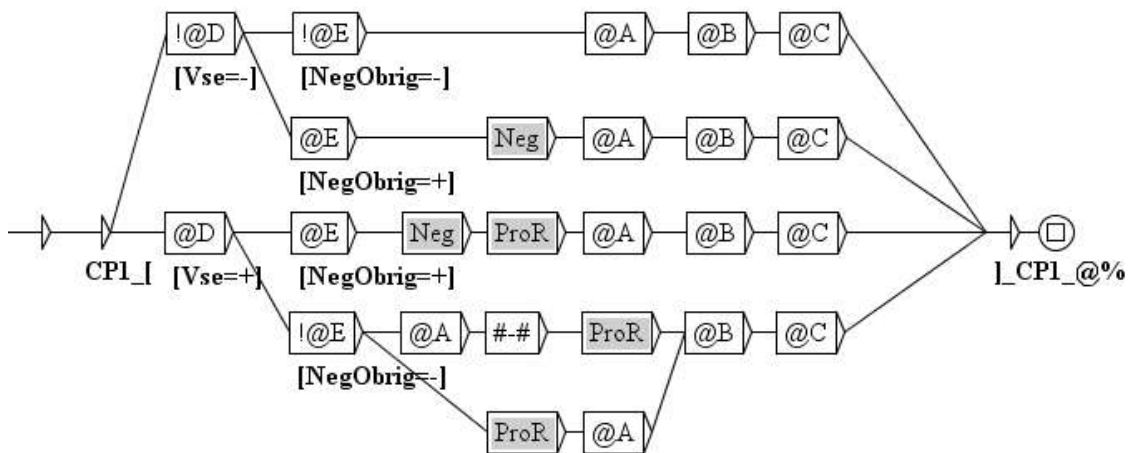 !@D !@E @A @B @C
[Vse=-] [NegObrig=-]
@E Neg @A @B @C
[NegObrig=+]
@D @E Neg ProR @A @B @C
CP1_[ [Vse=+] [NegObrig=+] ]_CP1_@%
!@E @A #-# ProR @B @C
[NegObrig=-]
ProR @A